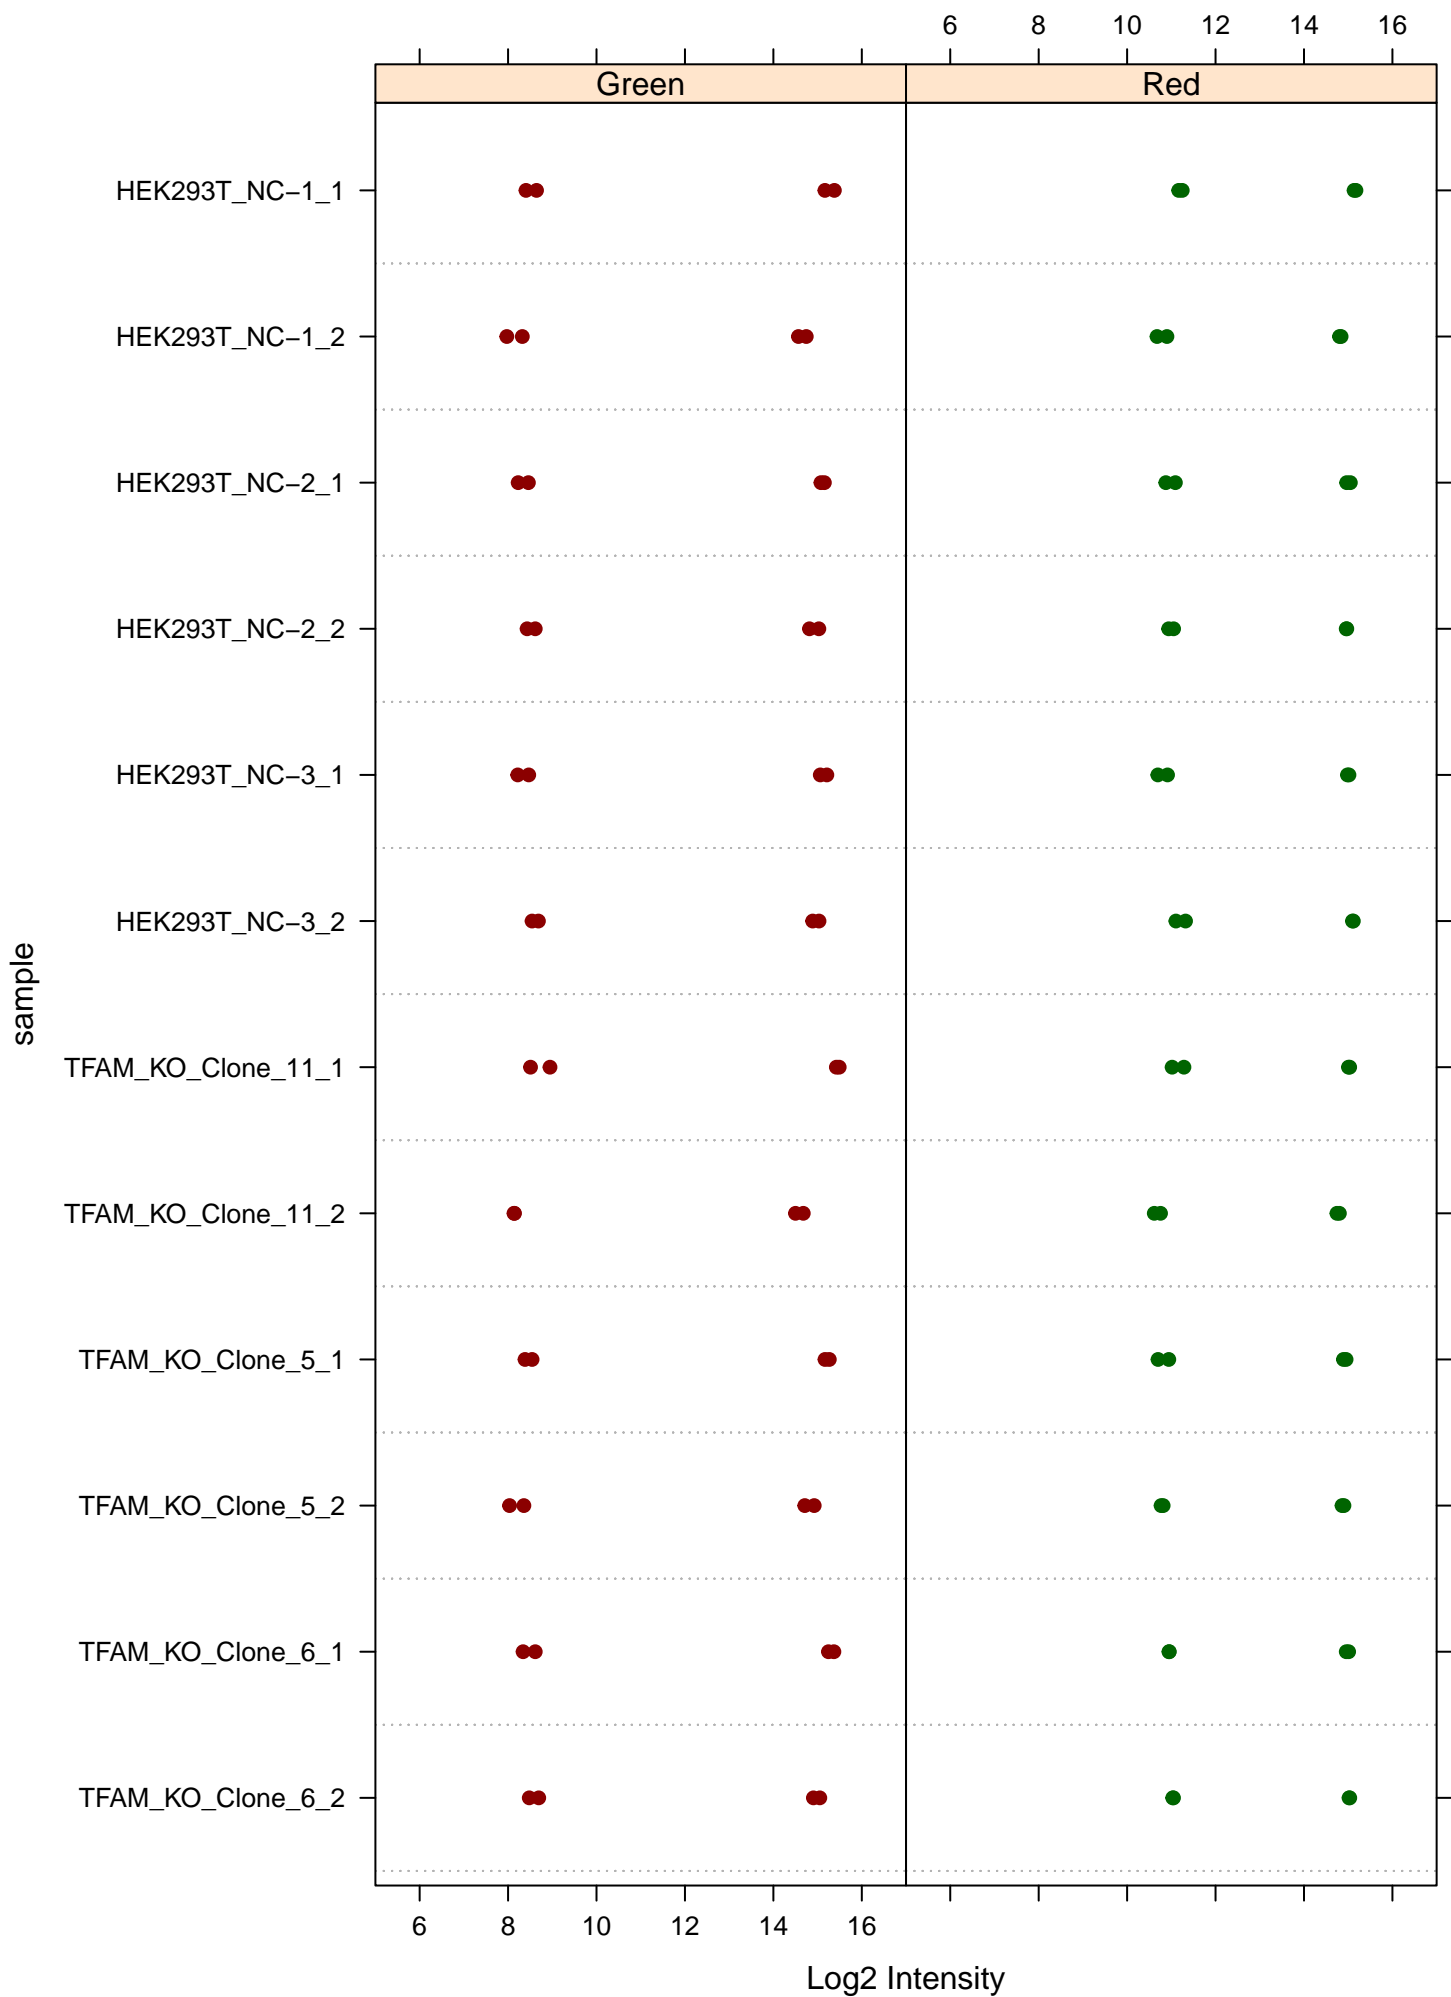 6 8 10 12 14 16
Green Red
HEK293T_NC−1_1
HEK293T_NC−1_2
HEK293T_NC−2_1
HEK293T_NC−2_2
HEK293T_NC−3_1
HEK293T_NC−3_2
TFAM_KO_Clone_11_1
TFAM_KO_Clone_11_2
TFAM_KO_Clone_5_1
TFAM_KO_Clone_5_2
TFAM_KO_Clone_6_1
TFAM_KO_Clone_6_2
sample
6 8 10 12 14 16
Log2 Intensity